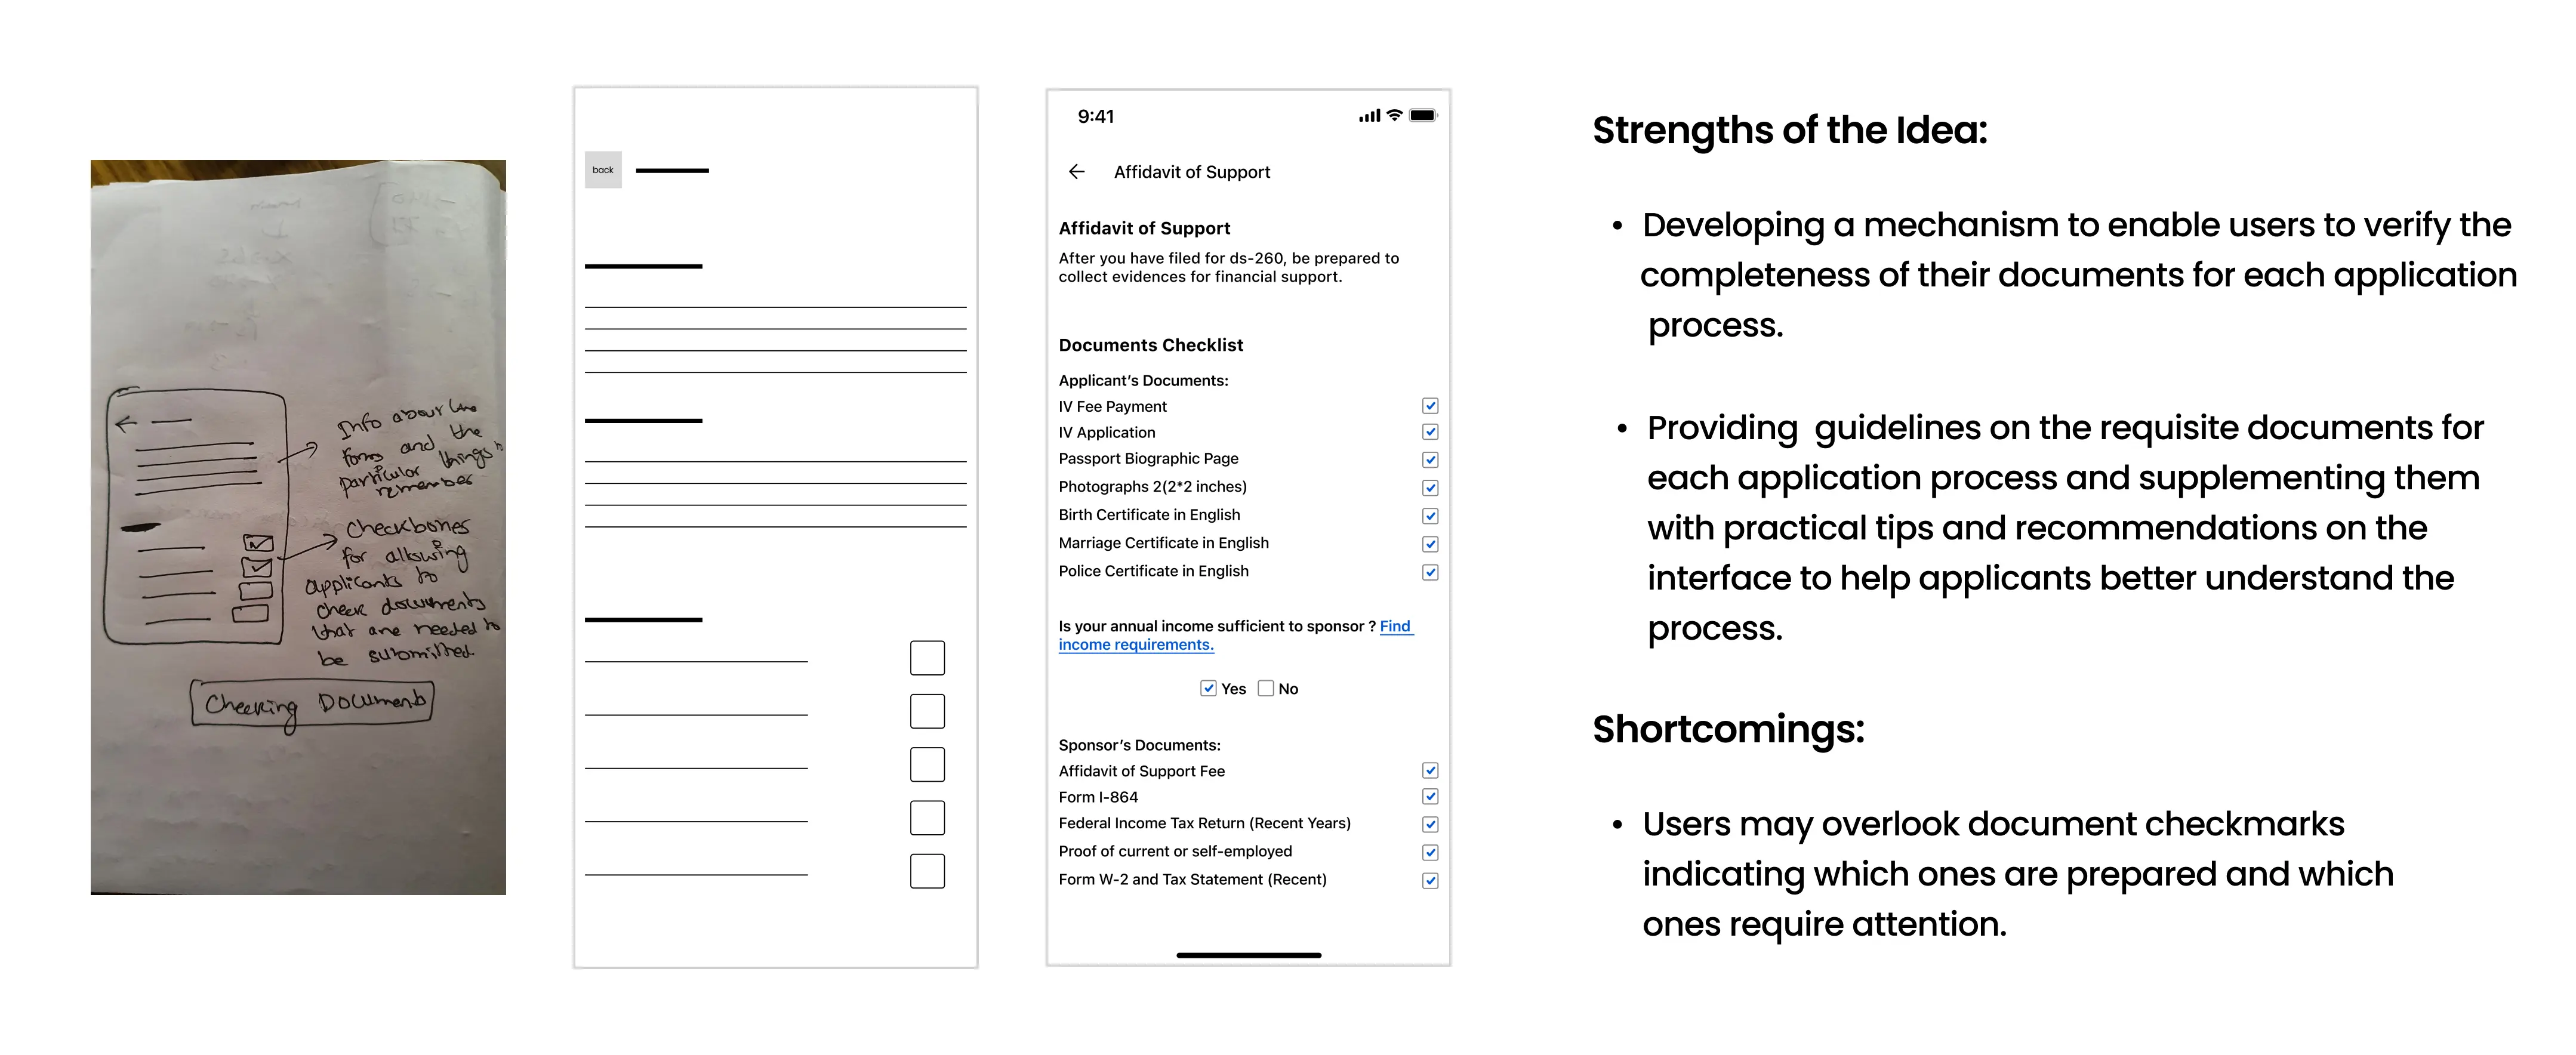 Info about the
form and the
particular things to
remember
Checkboxes
for allowing
applicants to
check documents
that are needed to
be submitted.
Checking Documents
back
9:41
Affidavit of Support
Affidavit of Support
After you have filed for ds-260, be prepared to
collect evidences for financial support.
Documents Checklist
Applicant's Documents:
IV Fee Payment
IV Application
Passport Biographic Page
Photographs 2(2*2 inches)
Birth Certificate in English
Marriage Certificate in English
Police Certificate in English
Is your annual income sufficient to sponsor ? Find
income requirements.
Yes No
Sponsor's Documents:
Affidavit of Support Fee
Form I-864
Federal Income Tax Return (Recent Years)
Proof of current or self-employed
Form W-2 and Tax Statement (Recent)
Strengths of the Idea:
• Developing a mechanism to enable users to verify the
completeness of their documents for each application
process.
• Providing guidelines on the requisite documents for
each application process and supplementing them
with practical tips and recommendations on the
interface to help applicants better understand the
process.
Shortcomings:
• Users may overlook document checkmarks
indicating which ones are prepared and which
ones require attention.